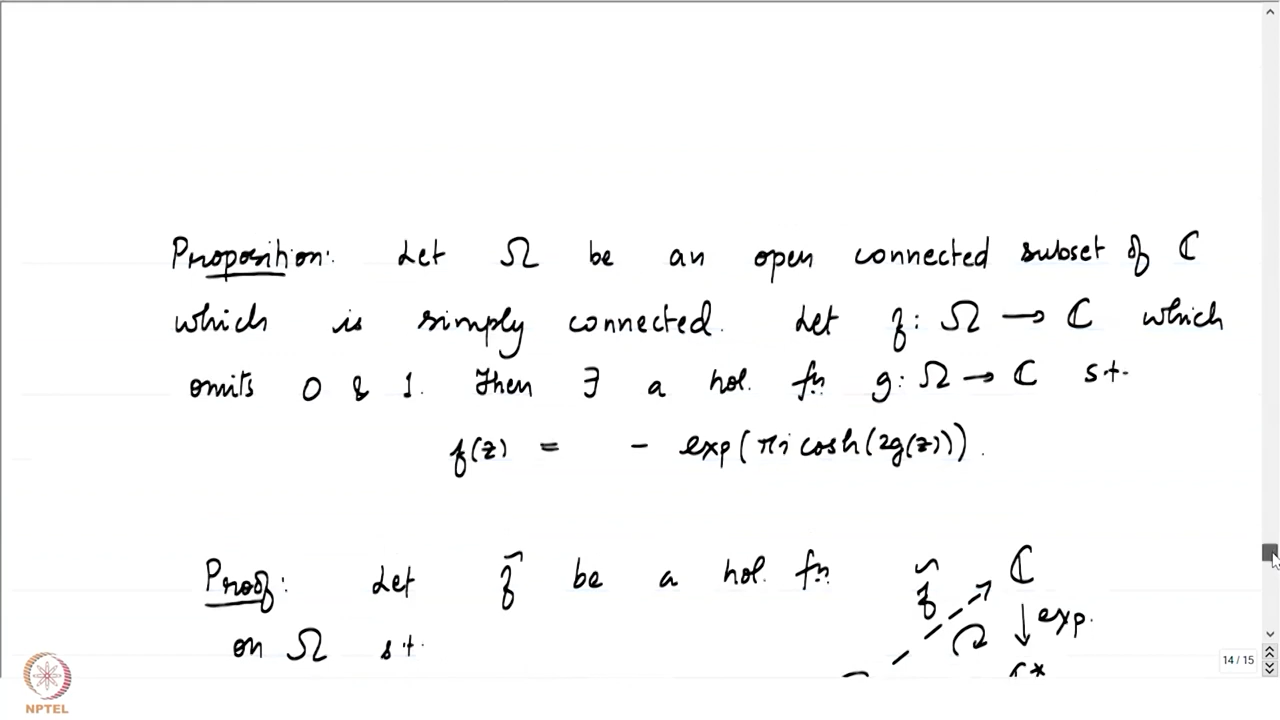 Proposition: Let Ω be an open connected subset of ℂ
which is simply connected. Let f: Ω → ℂ which
omits 0 & 1. Then ∃ a hol. fn. g: Ω → ℂ s.t.
f(z) = - exp(πi cosh(2g(z))).
Proof: Let f̃ be a hol. fn. f̃ ℂ
on Ω s.t. ↓ exp.
ℂ*
14 / 15
NPTEL